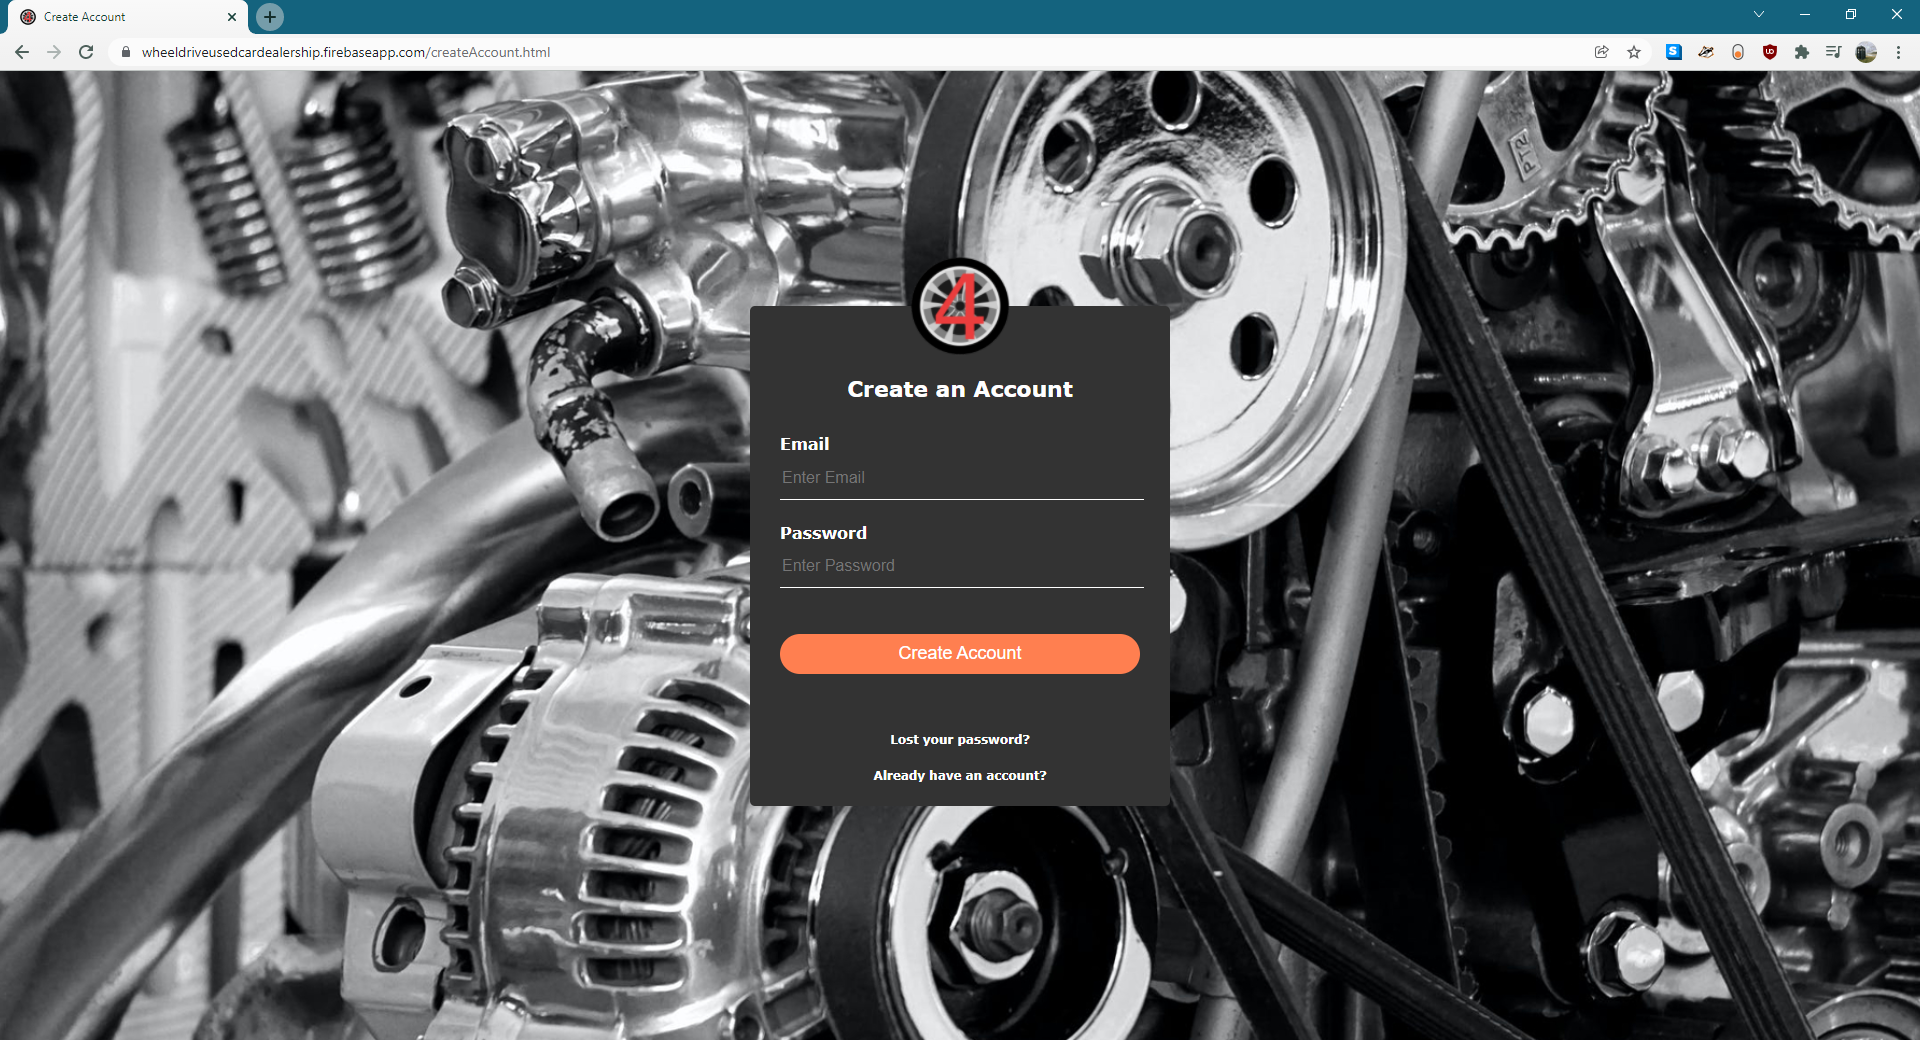 Create Account
wheeldriveusedcardealership.firebaseapp.com/createAccount.html
PT2
4
Create an Account
Email
Enter Email
Password
Enter Password
Create Account
Lost your password?
Already have an account?